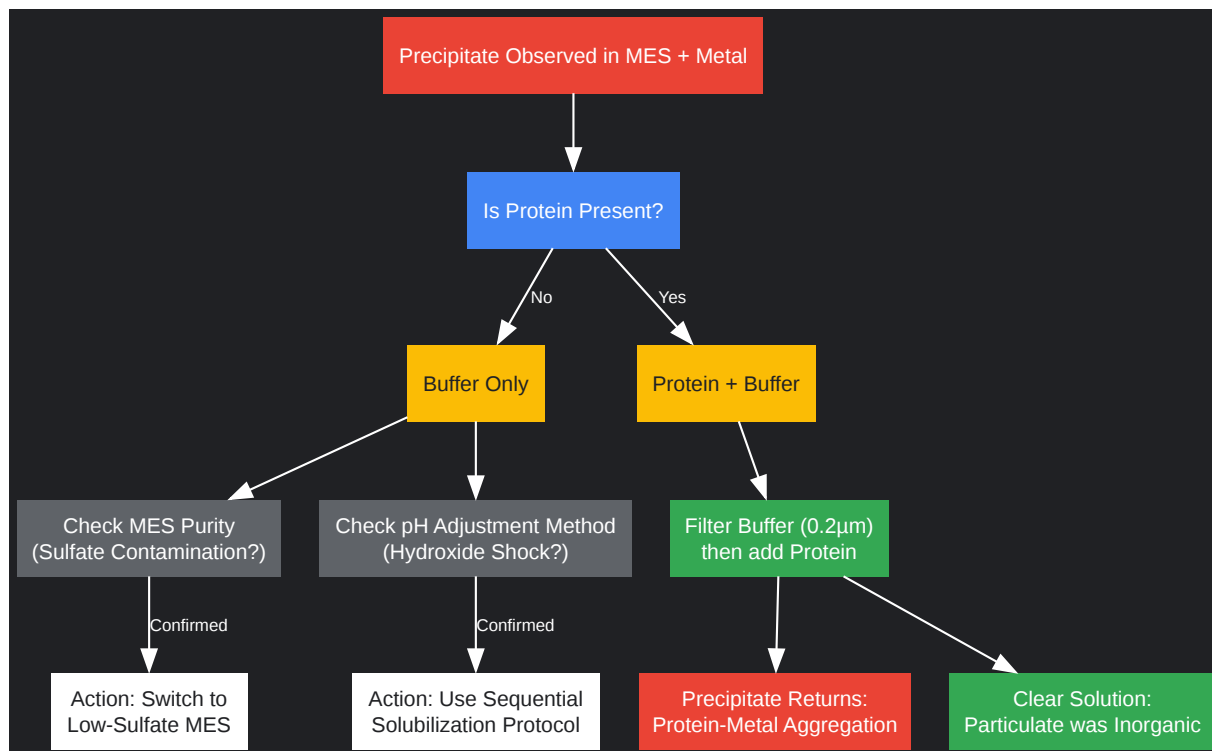 Precipitate Observed in MES + Metal
Is Protein Present?
No
Yes
Buffer Only
Protein + Buffer
Check MES Purity
(Sulfate Contamination?)
Check pH Adjustment Method
(Hydroxide Shock?)
Filter Buffer (0.2µm)
then add Protein
Confirmed
Confirmed
Action: Switch to
Low-Sulfate MES
Action: Use Sequential
Solubilization Protocol
Precipitate Returns:
Protein-Metal Aggregation
Clear Solution:
Particulate was Inorganic